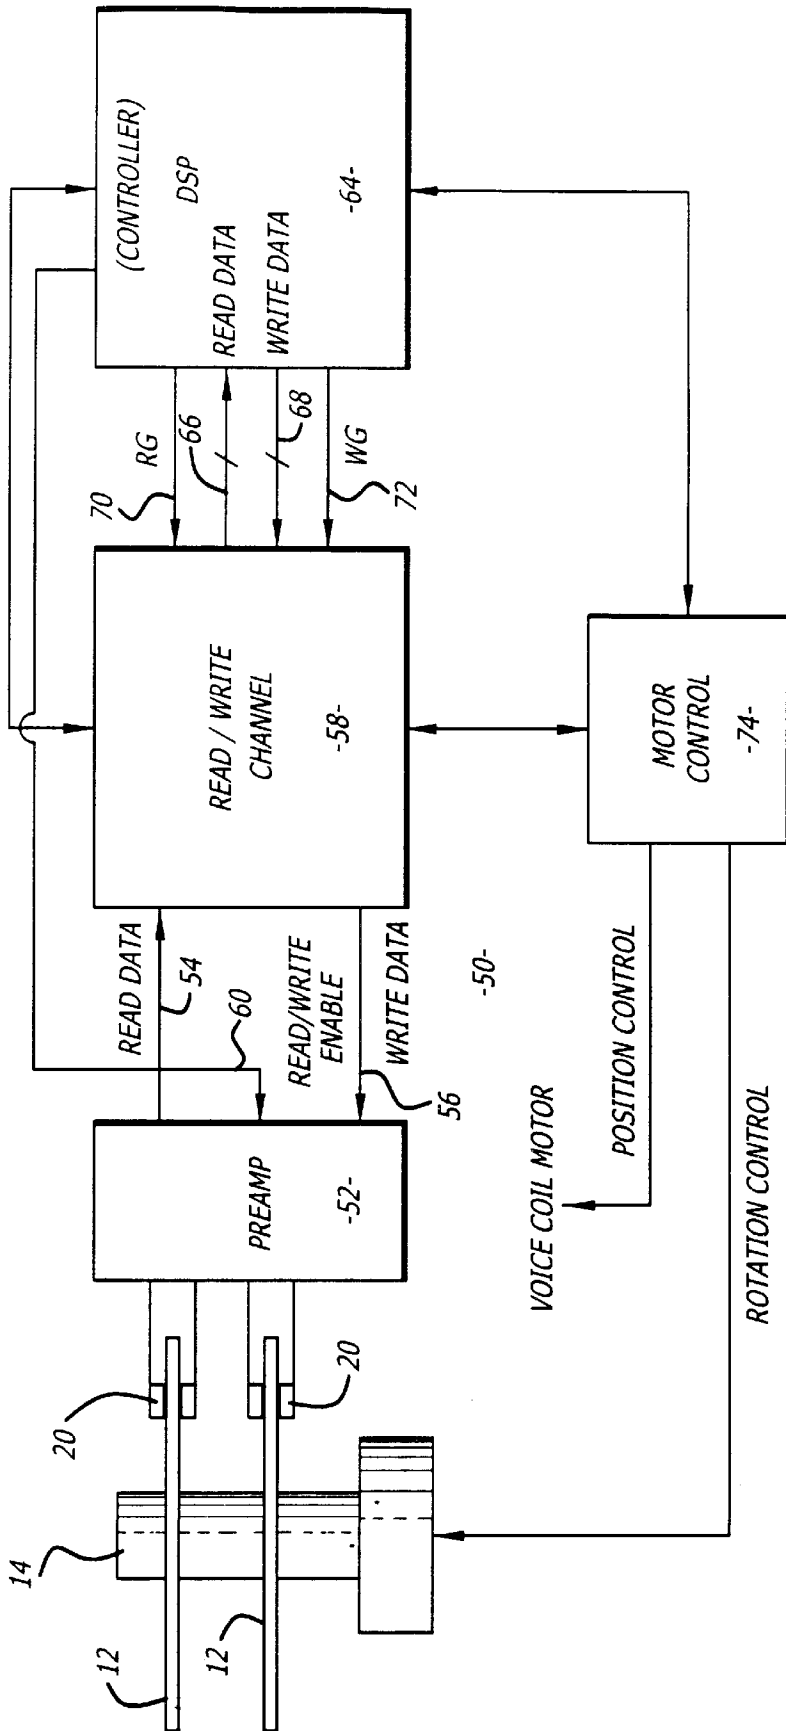 (CONTROLLER)
DSP
READ DATA
WRITE DATA
-64-
RG
70
66
68
WG
72
READ / WRITE
CHANNEL
-58-
READ DATA
54
60
READ/WRITE
ENABLE
WRITE DATA
56
-50-
PREAMP
-52-
20
20
14
12
12
MOTOR
CONTROL
-74-
VOICE COIL MOTOR
POSITION CONTROL
ROTATION CONTROL